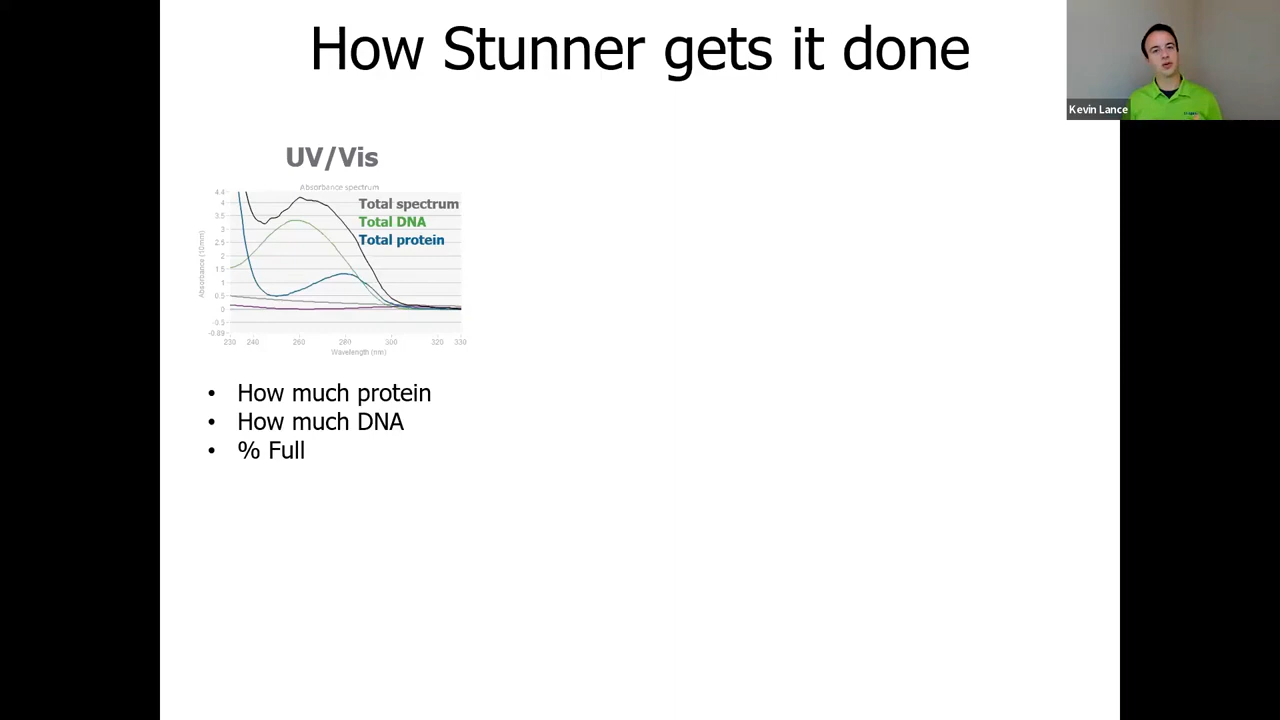 How Stunner gets it done
Kevin Lance
UV/Vis
Absorbance spectrum
Total spectrum
Total DNA
Total protein
Absorbance (10mm)
4.4
4
3.5
3
2.5
2
1.5
1
0.5
0
-0.5
-0.89
230 240 260 280 300 320 330
Wavelength (nm)
• How much protein
• How much DNA
• % Full